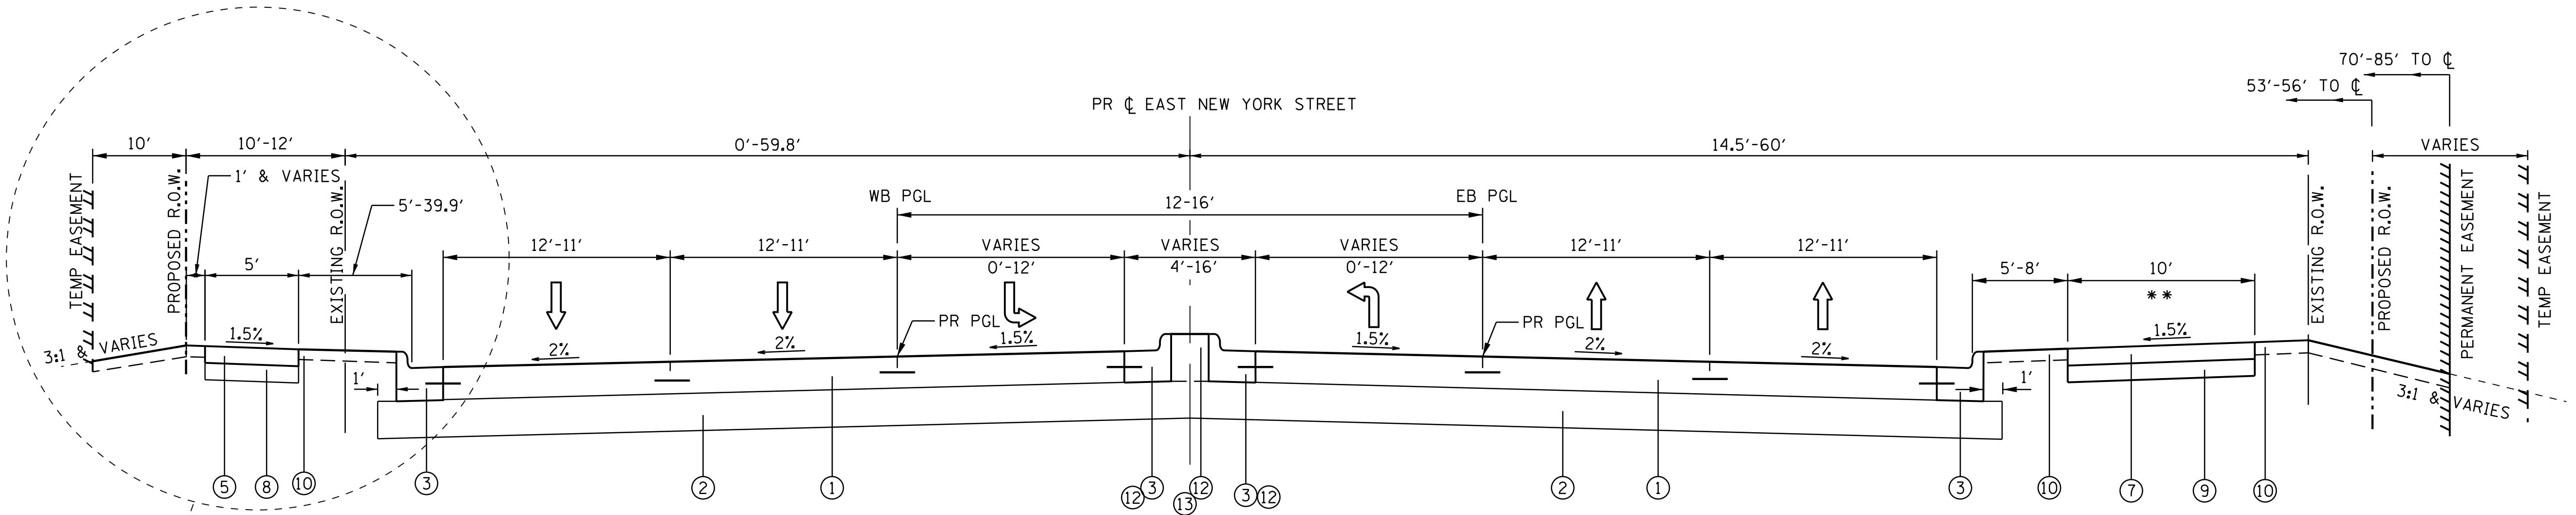 70'-85' TO ℄
53'-56' TO ℄
PR ℄ EAST NEW YORK STREET
10'
10'-12'
0'-59.8'
14.5'-60'
VARIES
1' & VARIES
TEMP EASEMENT
PROPOSED R.O.W.
EXISTING R.O.W.
5'-39.9'
WB PGL
12-16'
EB PGL
EXISTING R.O.W.
PROPOSED R.O.W.
PERMANENT EASEMENT
TEMP EASEMENT
12'-11'
12'-11'
VARIES
0'-12'
VARIES
4'-16'
VARIES
0'-12'
12'-11'
12'-11'
5'
5'-8'
10'
**
PR PGL
PR PGL
3:1 & VARIES
1.5%
2%
2%
1.5%
1.5%
2%
2%
1.5%
1'
1'
3:1 & VARIES
5
8
10
3
2
1
12
3
13
12
3
12
2
1
3
10
7
9
10